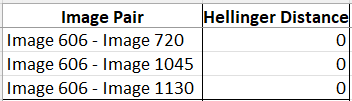 Image Pair Hellinger Distance
Image 606 - Image 720 0
Image 606 - Image 1045 0
Image 606 - Image 1130 0